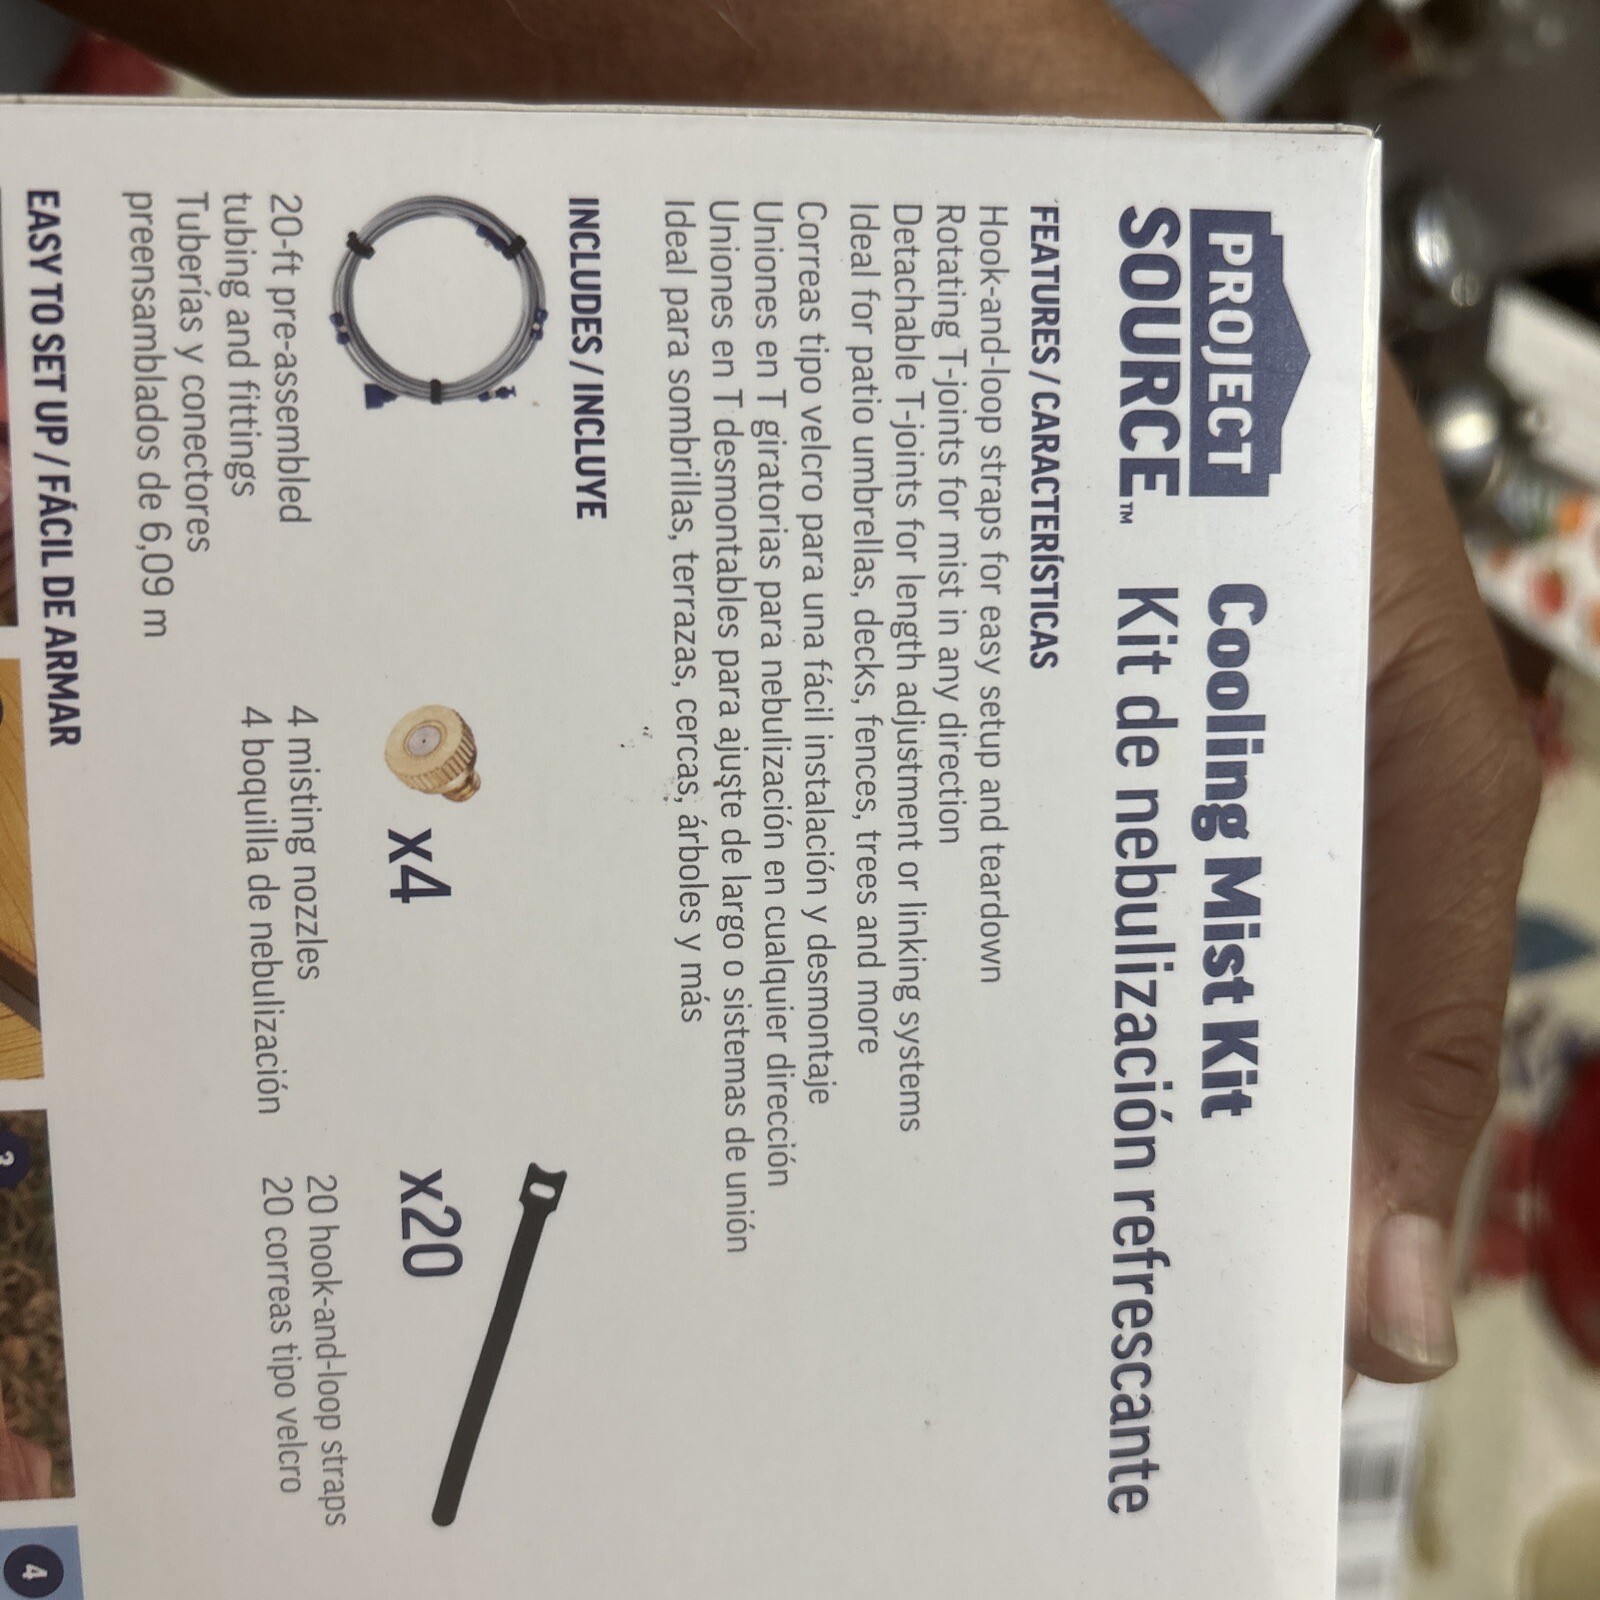 PROJECT
SOURCE™
Cooling Mist Kit
Kit de nebulización refrescante
FEATURES / CARACTERÍSTICAS
Hook-and-loop straps for easy setup and teardown
Rotating T-joints for mist in any direction
Detachable T-joints for length adjustment or linking systems
Ideal for patio umbrellas, decks, fences, trees and more
Correas tipo velcro para una fácil instalación y desmontaje
Uniones en T giratorias para nebulización en cualquier dirección
Uniones en T desmontables para ajuste de largo o sistemas de unión
Ideal para sombrillas, terrazas, cercas, árboles y más
INCLUDES / INCLUYE
20-ft pre-assembled
tubing and fittings
Tuberías y conectores
preensamblados de 6,09 m
x4
4 misting nozzles
4 boquilla de nebulización
x20
20 hook-and-loop straps
20 correas tipo velcro
EASY TO SET UP / FÁCIL DE ARMAR
3
4